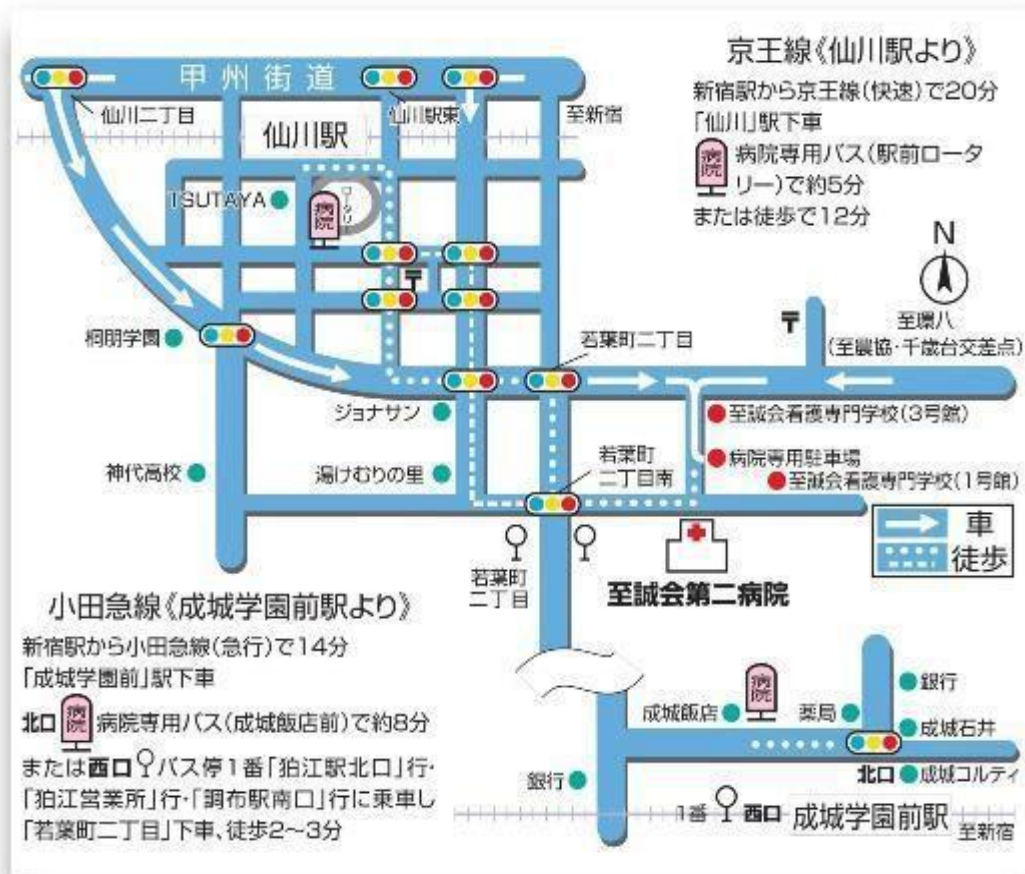 京王線《仙川駅より》
新宿駅から京王線(快速)で20分
「仙川」駅下車
病院 病院専用バス(駅前ロータ
リー)で約5分
または徒歩で12分
甲州街道
仙川二丁目
仙川駅東
至新宿
仙川駅
TSUTAYA
ロータリー
病院
〒
N
桐朋学園
若葉町二丁目
〒
至環八
(至農協・千歳台交差点)
ジョナサン
至誠会看護専門学校(3号館)
神代高校
湯けむりの里
若葉町
二丁目南
病院専用駐車場
至誠会看護専門学校(1号館)
車
徒歩
若葉町
二丁目
至誠会第二病院
小田急線《成城学園前駅より》
新宿駅から小田急線(急行)で14分
「成城学園前」駅下車
北口 病院 病院専用バス(成城飯店前)で約8分
または西口 バス停1番「狛江駅北口」行・
「狛江営業所」行・「調布駅南口」行に乗車し
「若葉町二丁目」下車、徒歩2〜3分
銀行
成城飯店
病院
薬局
成城石井
銀行
北口
成城コルティ
1番
西口
成城学園前駅
至新宿